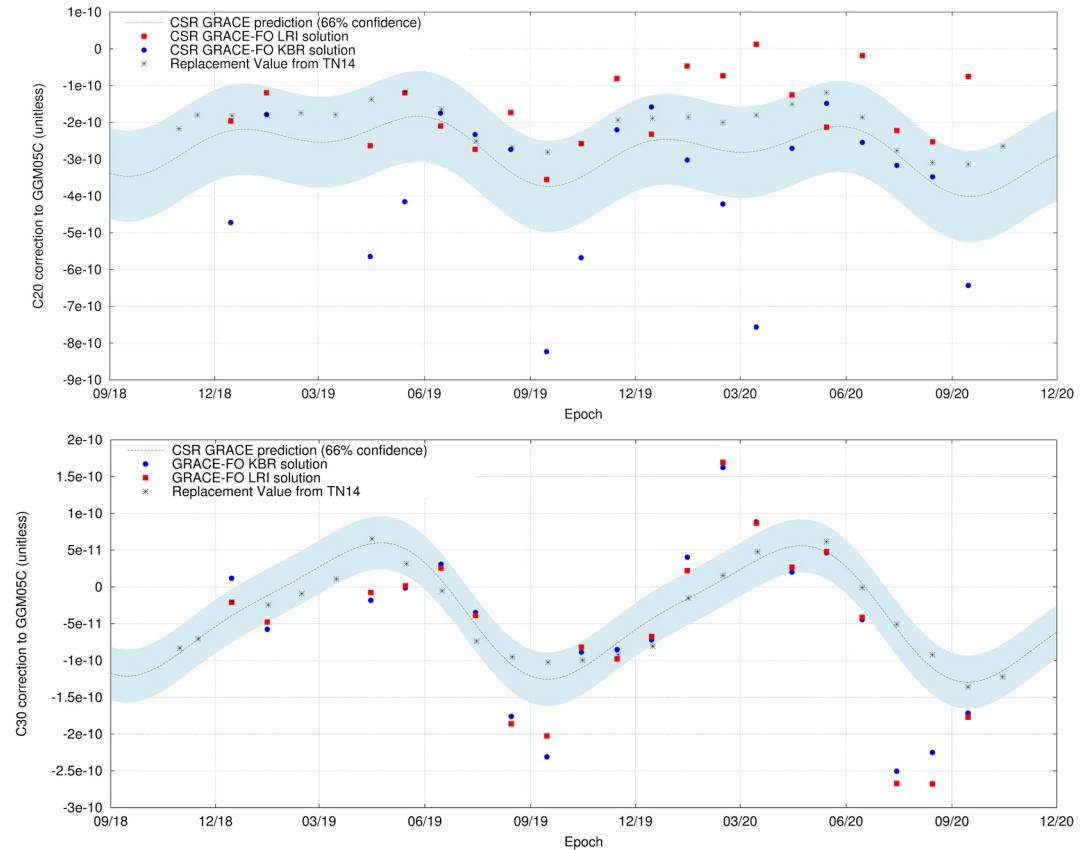 1e-10
0
-1e-10
-2e-10
-3e-10
-4e-10
-5e-10
-6e-10
-7e-10
-8e-10
-9e-10
C20 correction to GGM05C (unitless)
CSR GRACE prediction (66% confidence)
CSR GRACE-FO LRI solution
CSR GRACE-FO KBR solution
Replacement Value from TN14
09/18 12/18 03/19 06/19 09/19 12/19 03/20 06/20 09/20 12/20
Epoch
2e-10
1.5e-10
1e-10
5e-11
0
-5e-11
-1e-10
-1.5e-10
-2e-10
-2.5e-10
-3e-10
C30 correction to GGM05C (unitless)
CSR GRACE prediction (66% confidence)
GRACE-FO KBR solution
GRACE-FO LRI solution
Replacement Value from TN14
09/18 12/18 03/19 06/19 09/19 12/19 03/20 06/20 09/20 12/20
Epoch